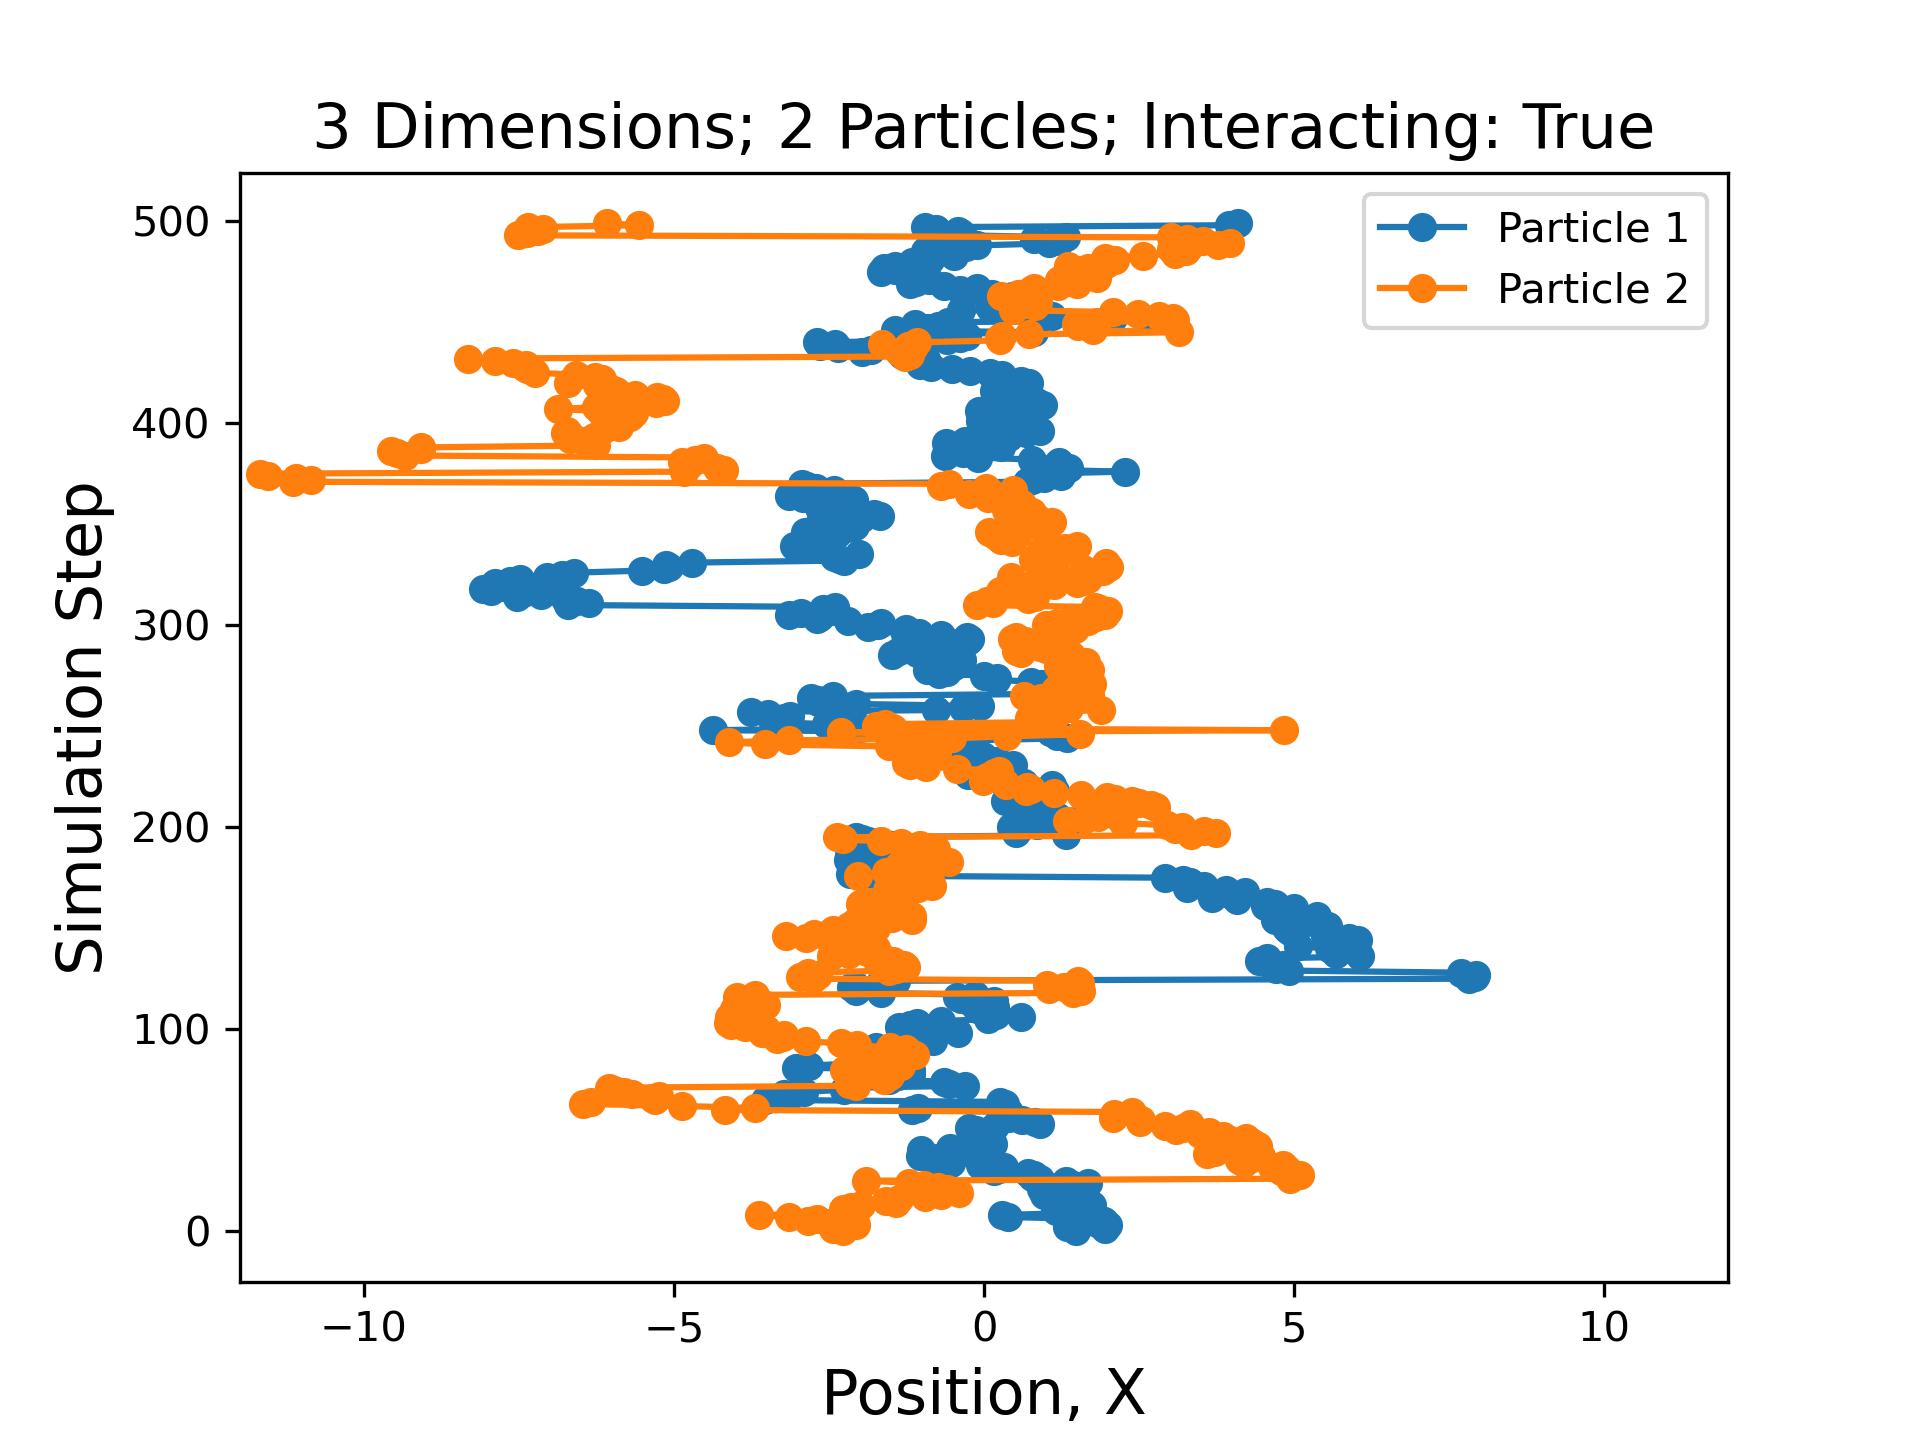 3 Dimensions; 2 Particles; Interacting: True
Particle 1
Particle 2
500
400
300
200
100
0
Simulation Step
−10
−5
0
5
10
Position, X